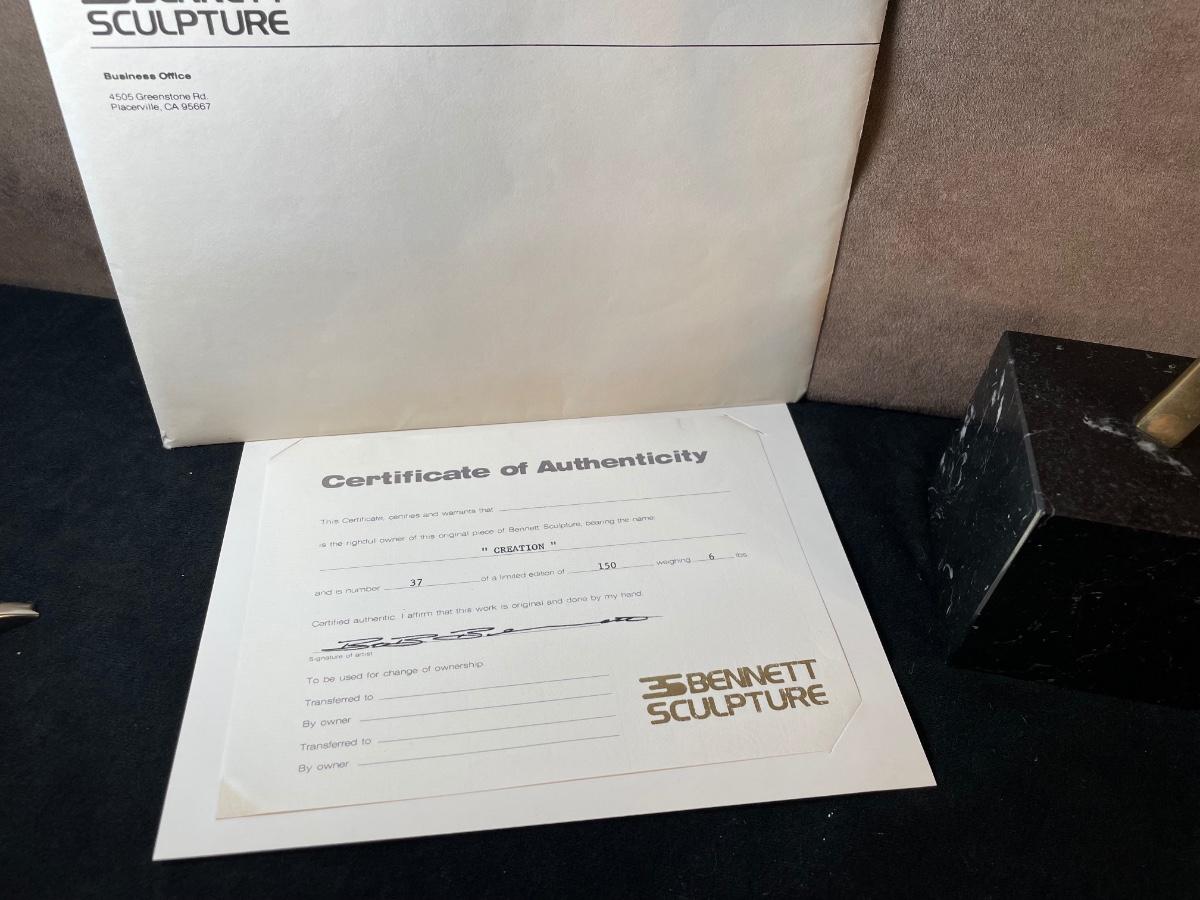 BENNETT
SCULPTURE
Business Office
4505 Greenstone Rd.
Placerville, CA 95667
Certificate of Authenticity
This Certificate, certifies and warrants that
is the rightful owner of this original piece of Bennett Sculpture, bearing the name:
" CREATION "
and is number 37 of a limited edition of 150 weighing 6 lbs.
Certified authentic. I affirm that this work is original and done by my hand.
Signature of artist
To be used for change of ownership.
Transferred to
By owner
Transferred to
By owner
BENNETT
SCULPTURE